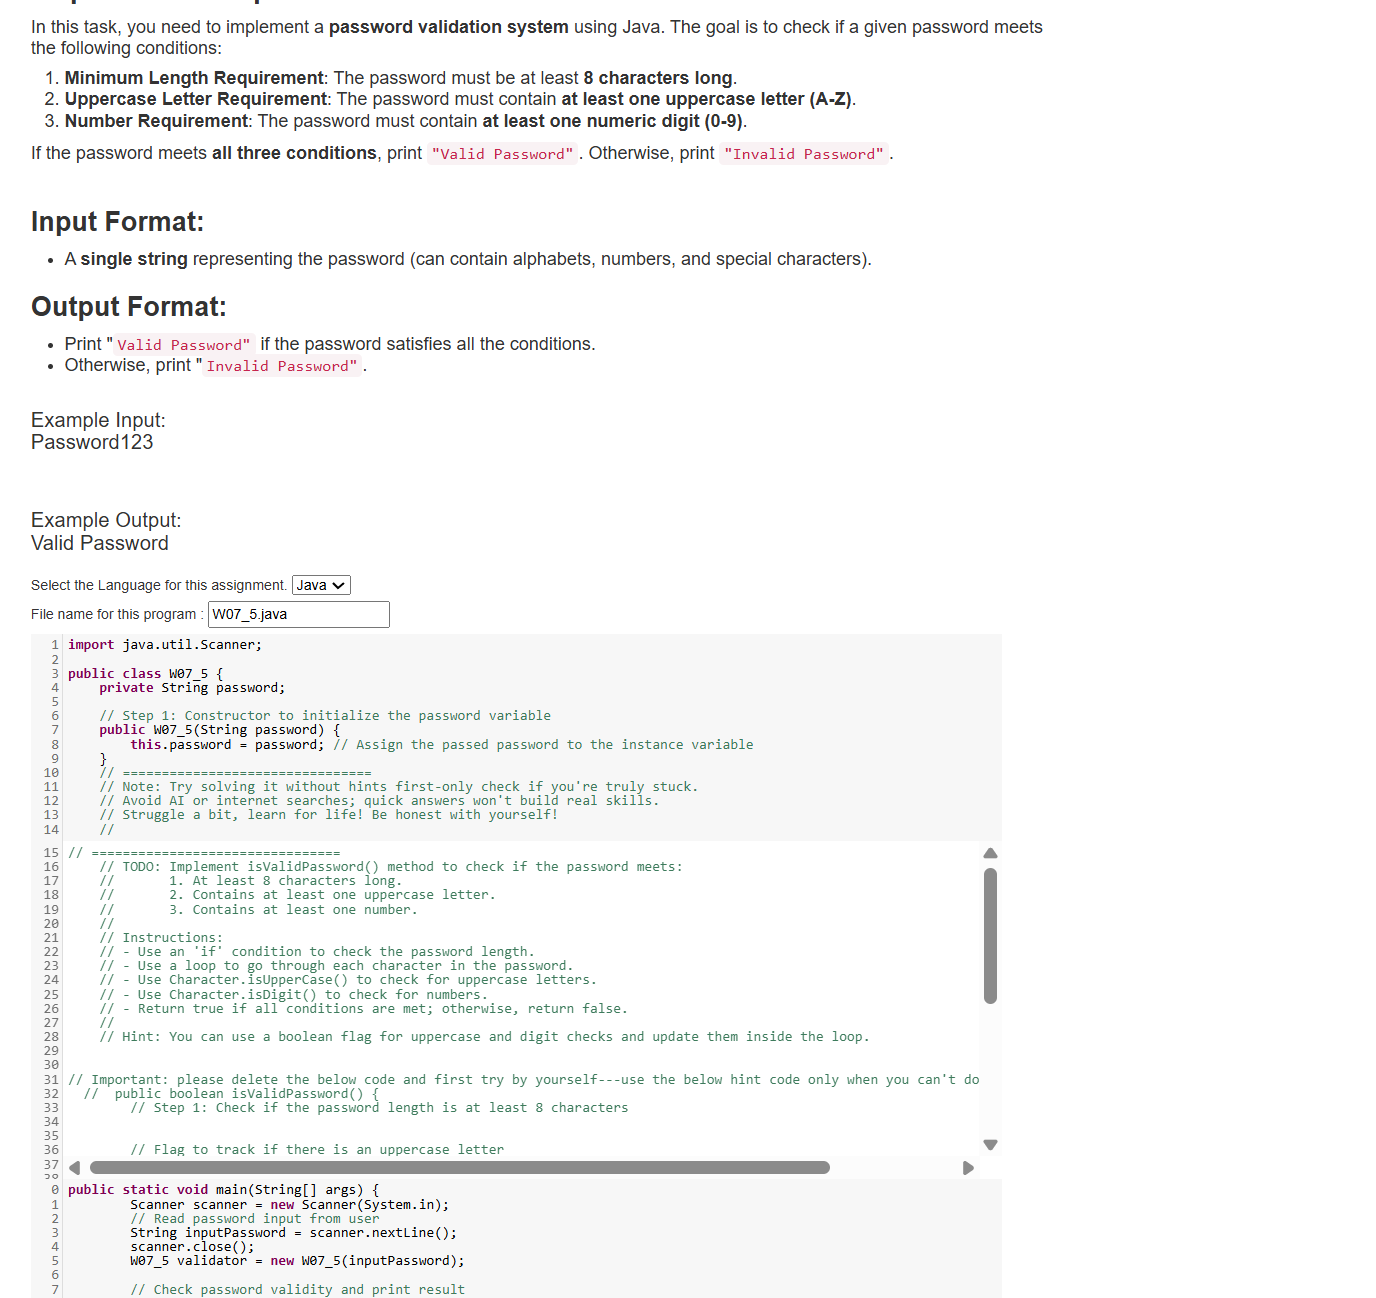 In this task, you need to implement a password validation system using Java. The goal is to check if a given password meets
the following conditions:
1. Minimum Length Requirement: The password must be at least 8 characters long.
2. Uppercase Letter Requirement: The password must contain at least one uppercase letter (A-Z).
3. Number Requirement: The password must contain at least one numeric digit (0-9).
If the password meets all three conditions, print "Valid Password". Otherwise, print "Invalid Password".
Input Format:
• A single string representing the password (can contain alphabets, numbers, and special characters).
Output Format:
• Print "Valid Password" if the password satisfies all the conditions.
• Otherwise, print "Invalid Password".
Example Input:
Password123
Example Output:
Valid Password
Select the Language for this assignment. Java
File name for this program : W07_5.java
1 import java.util.Scanner;
2
3 public class W07_5 {
4     private String password;
5
6     // Step 1: Constructor to initialize the password variable
7     public W07_5(String password) {
8         this.password = password; // Assign the passed password to the instance variable
9     }
10     // ================================
11     // Note: Try solving it without hints first-only check if you're truly stuck.
12     // Avoid AI or internet searches; quick answers won't build real skills.
13     // Struggle a bit, learn for life! Be honest with yourself!
14     //
15 // ================================
16     // TODO: Implement isValidPassword() method to check if the password meets:
17     //       1. At least 8 characters long.
18     //       2. Contains at least one uppercase letter.
19     //       3. Contains at least one number.
20     //
21     // Instructions:
22     // - Use an 'if' condition to check the password length.
23     // - Use a loop to go through each character in the password.
24     // - Use Character.isUpperCase() to check for uppercase letters.
25     // - Use Character.isDigit() to check for numbers.
26     // - Return true if all conditions are met; otherwise, return false.
27     //
28     // Hint: You can use a boolean flag for uppercase and digit checks and update them inside the loop.
29
30
31 // Important: please delete the below code and first try by yourself---use the below hint code only when you can't do
32   //  public boolean isValidPassword() {
33         // Step 1: Check if the password length is at least 8 characters
34
35
36         // Flag to track if there is an uppercase letter
37
0 public static void main(String[] args) {
1         Scanner scanner = new Scanner(System.in);
2         // Read password input from user
3         String inputPassword = scanner.nextLine();
4         scanner.close();
5         W07_5 validator = new W07_5(inputPassword);
6
7         // Check password validity and print result